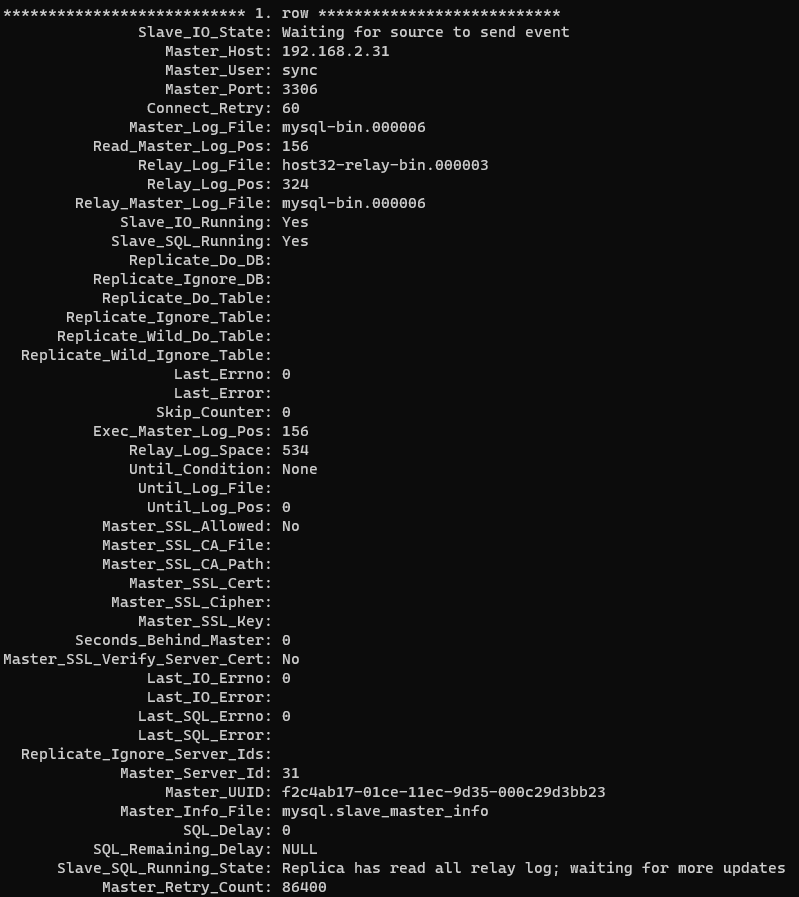 *************************** 1. row ***************************
Slave_IO_State: Waiting for source to send event
Master_Host: 192.168.2.31
Master_User: sync
Master_Port: 3306
Connect_Retry: 60
Master_Log_File: mysql-bin.000006
Read_Master_Log_Pos: 156
Relay_Log_File: host32-relay-bin.000003
Relay_Log_Pos: 324
Relay_Master_Log_File: mysql-bin.000006
Slave_IO_Running: Yes
Slave_SQL_Running: Yes
Replicate_Do_DB:
Replicate_Ignore_DB:
Replicate_Do_Table:
Replicate_Ignore_Table:
Replicate_Wild_Do_Table:
Replicate_Wild_Ignore_Table:
Last_Errno: 0
Last_Error:
Skip_Counter: 0
Exec_Master_Log_Pos: 156
Relay_Log_Space: 534
Until_Condition: None
Until_Log_File:
Until_Log_Pos: 0
Master_SSL_Allowed: No
Master_SSL_CA_File:
Master_SSL_CA_Path:
Master_SSL_Cert:
Master_SSL_Cipher:
Master_SSL_Key:
Seconds_Behind_Master: 0
Master_SSL_Verify_Server_Cert: No
Last_IO_Errno: 0
Last_IO_Error:
Last_SQL_Errno: 0
Last_SQL_Error:
Replicate_Ignore_Server_Ids:
Master_Server_Id: 31
Master_UUID: f2c4ab17-01ce-11ec-9d35-000c29d3bb23
Master_Info_File: mysql.slave_master_info
SQL_Delay: 0
SQL_Remaining_Delay: NULL
Slave_SQL_Running_State: Replica has read all relay log; waiting for more updates
Master_Retry_Count: 86400